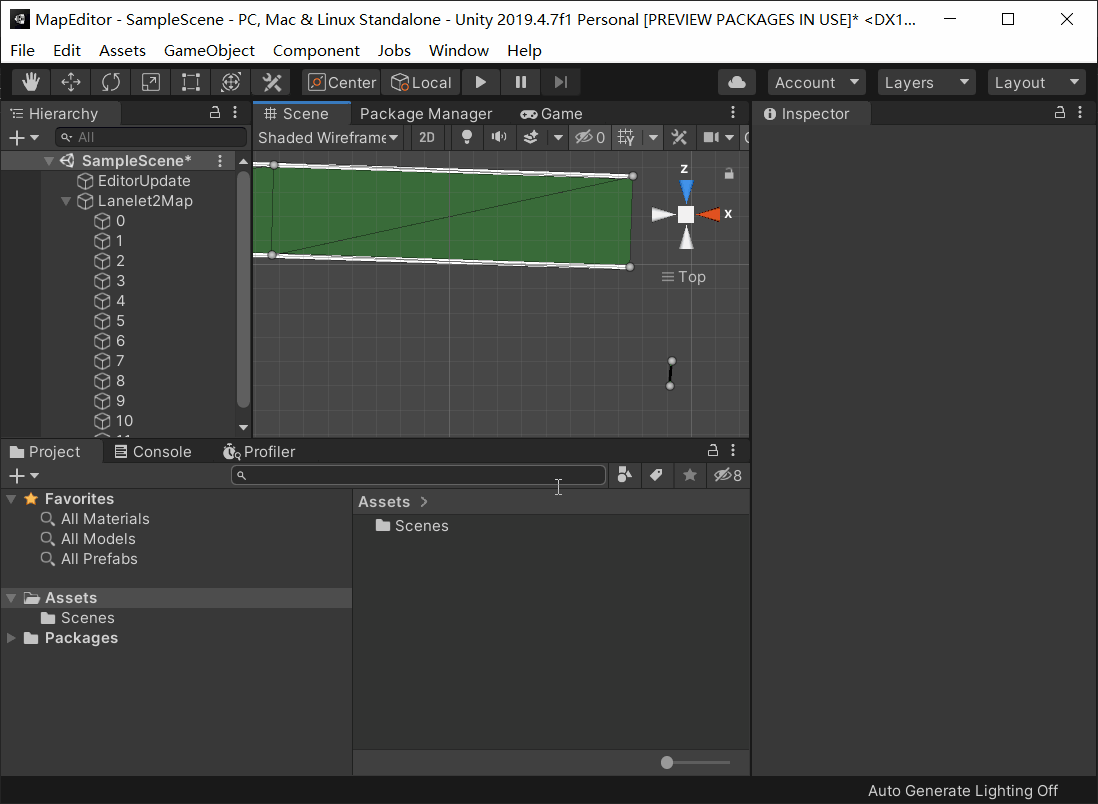 MapEditor - SampleScene - PC, Mac & Linux Standalone - Unity 2019.4.7f1 Personal [PREVIEW PACKAGES IN USE]* <DX1...
File Edit Assets GameObject Component Jobs Window Help
Center Local Account Layers Layout
Hierarchy
All
SampleScene*
EditorUpdate
Lanelet2Map
0
1
2
3
4
5
6
7
8
9
10
Scene Package Manager Game
Shaded Wireframe 2D 0
z
x
Top
Inspector
Project Console Profiler
8
Favorites
All Materials
All Models
All Prefabs
Assets
Scenes
Packages
Assets >
Scenes
Auto Generate Lighting Off